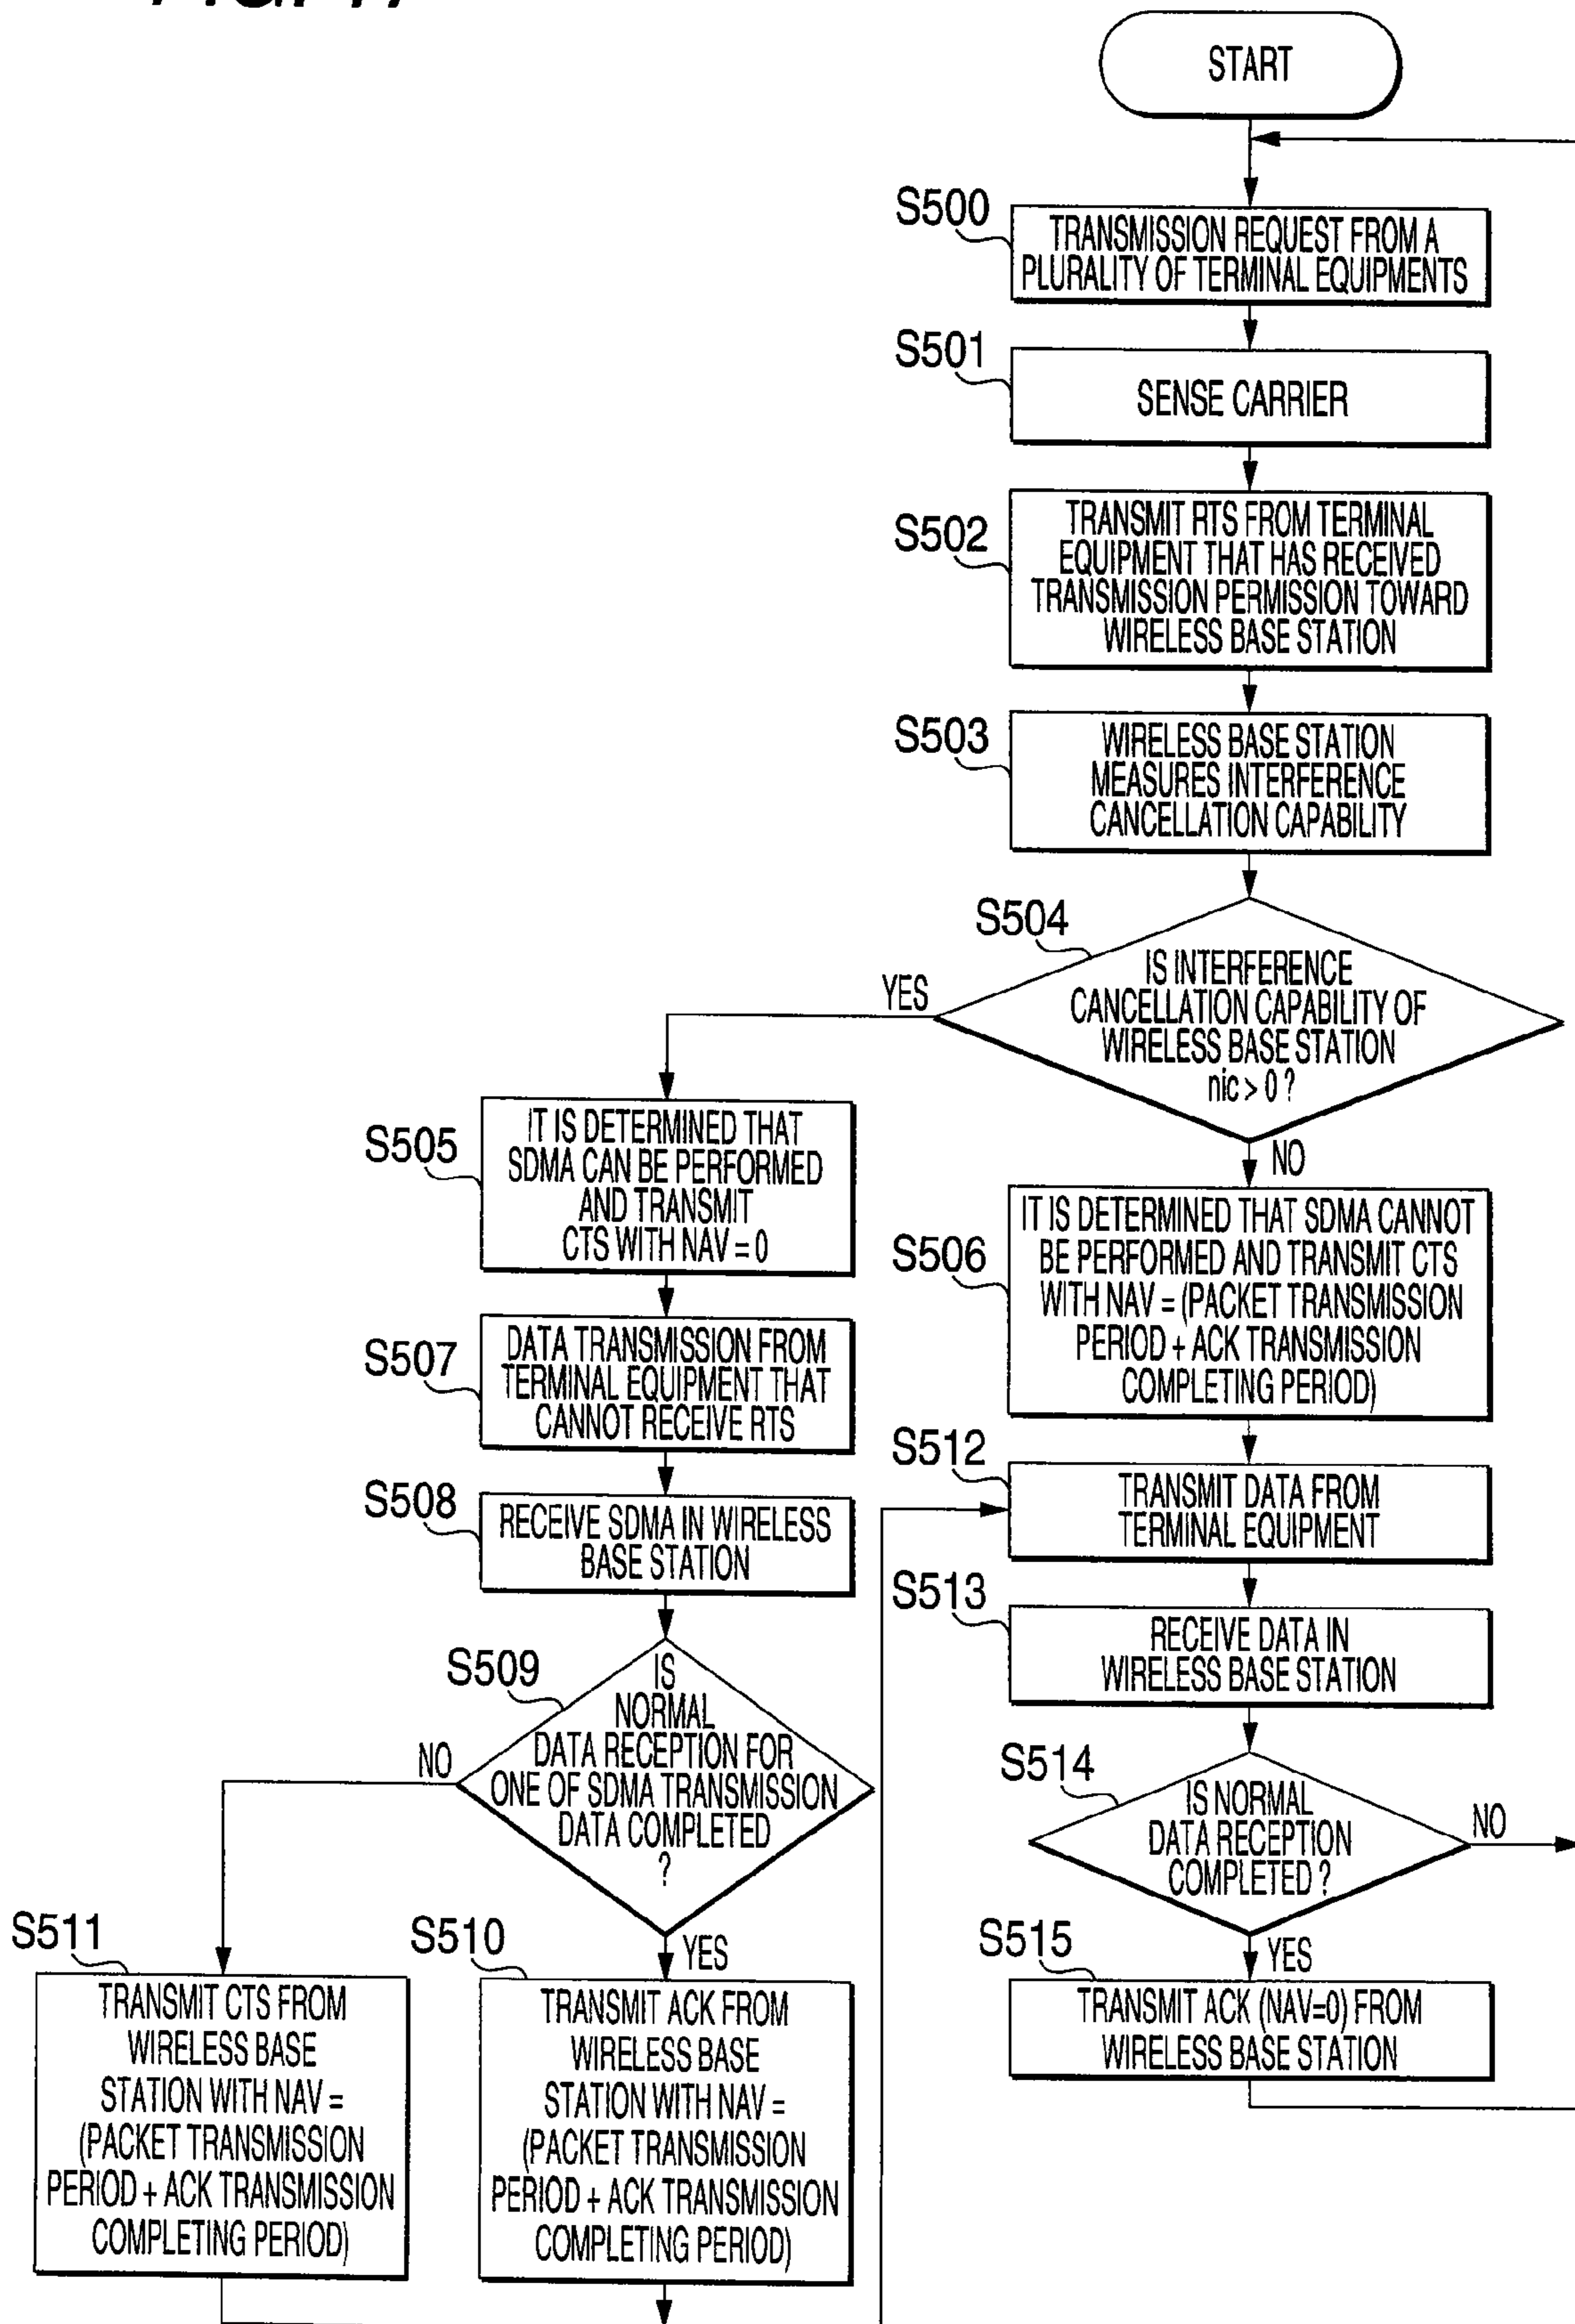 START
S500
TRANSMISSION REQUEST FROM A
PLURALITY OF TERMINAL EQUIPMENTS
S501
SENSE CARRIER
S502
TRANSMIT RTS FROM TERMINAL
EQUIPMENT THAT HAS RECEIVED
TRANSMISSION PERMISSION TOWARD
WIRELESS BASE STATION
S503
WIRELESS BASE STATION
MEASURES INTERFERENCE
CANCELLATION CAPABILITY
S504
IS INTERFERENCE
CANCELLATION CAPABILITY OF
WIRELESS BASE STATION
nic > 0 ?
YES
NO
S505
IT IS DETERMINED THAT
SDMA CAN BE PERFORMED
AND TRANSMIT
CTS WITH NAV = 0
S506
IT IS DETERMINED THAT SDMA CANNOT
BE PERFORMED AND TRANSMIT CTS
WITH NAV = (PACKET TRANSMISSION
PERIOD + ACK TRANSMISSION
COMPLETING PERIOD)
S507
DATA TRANSMISSION FROM
TERMINAL EQUIPMENT THAT
CANNOT RECEIVE RTS
S508
RECEIVE SDMA IN WIRELESS
BASE STATION
S512
TRANSMIT DATA FROM
TERMINAL EQUIPMENT
S513
RECEIVE DATA IN
WIRELESS BASE STATION
S509
IS
NORMAL
DATA RECEPTION FOR
ONE OF SDMA TRANSMISSION
DATA COMPLETED
?
NO
YES
S514
IS NORMAL
DATA RECEPTION
COMPLETED ?
NO
YES
S511
TRANSMIT CTS FROM
WIRELESS BASE
STATION WITH NAV =
(PACKET TRANSMISSION
PERIOD + ACK TRANSMISSION
COMPLETING PERIOD)
S510
TRANSMIT ACK FROM
WIRELESS BASE
STATION WITH NAV =
(PACKET TRANSMISSION
PERIOD + ACK TRANSMISSION
COMPLETING PERIOD)
S515
TRANSMIT ACK (NAV=0) FROM
WIRELESS BASE STATION